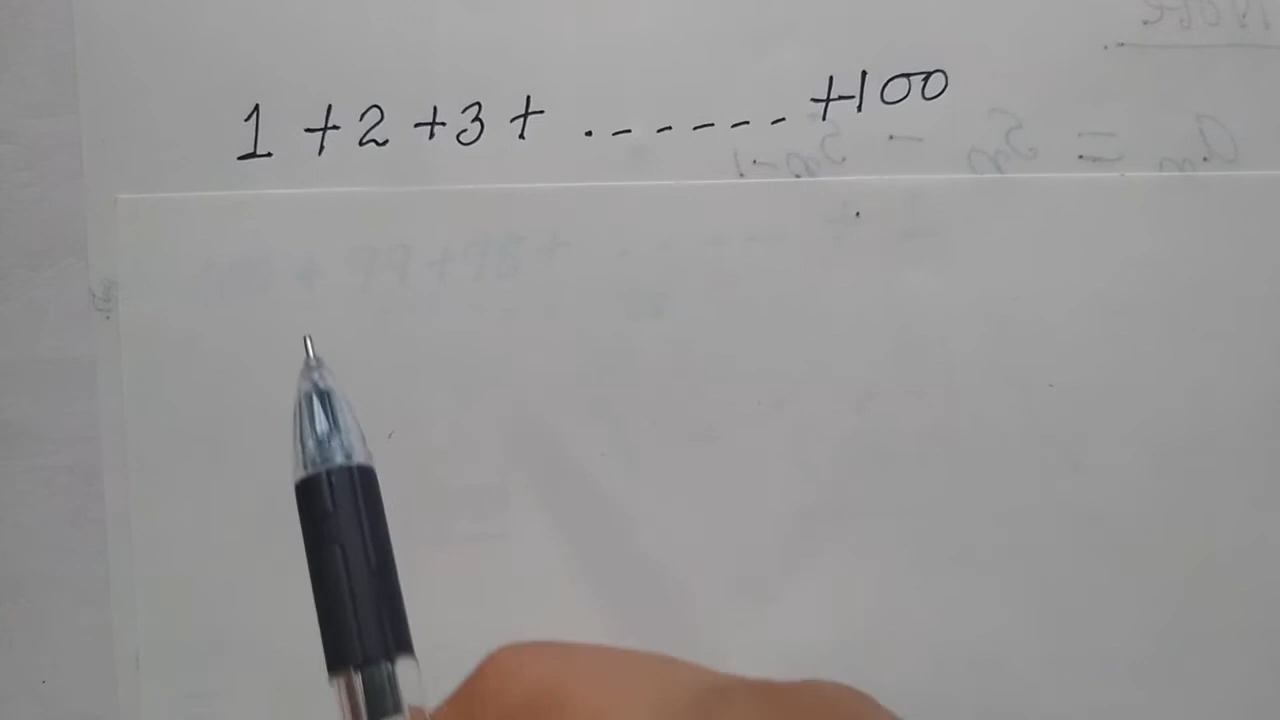 1 + 2 + 3 + . - - - - - - +100